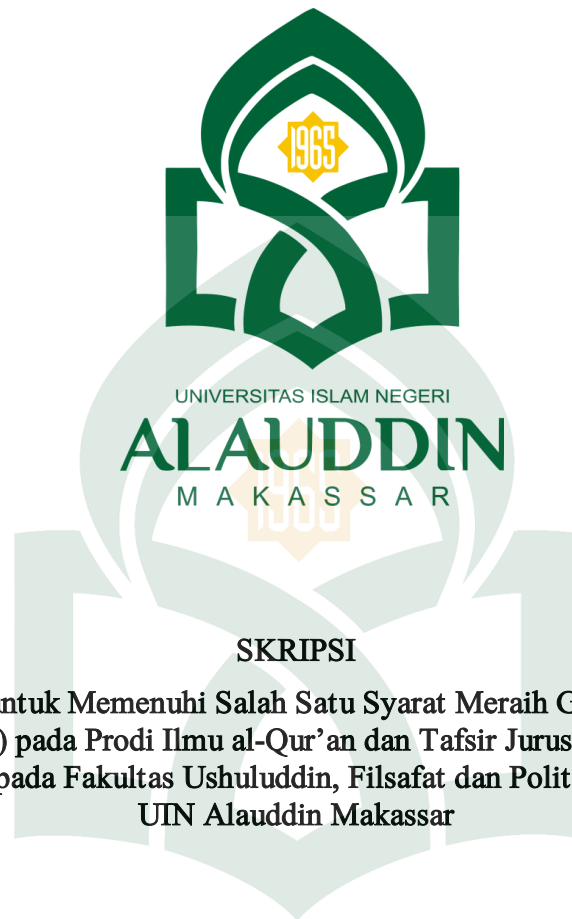 1965
UNIVERSITAS ISLAM NEGERI
ALAUDDIN
MAKASSAR
1965
SKRIPSI
ntuk Memenuhi Salah Satu Syarat Meraih G
) pada Prodi Ilmu al-Qur’an dan Tafsir Jurus
pada Fakultas Ushuluddin, Filsafat dan Polit
UIN Alauddin Makassar